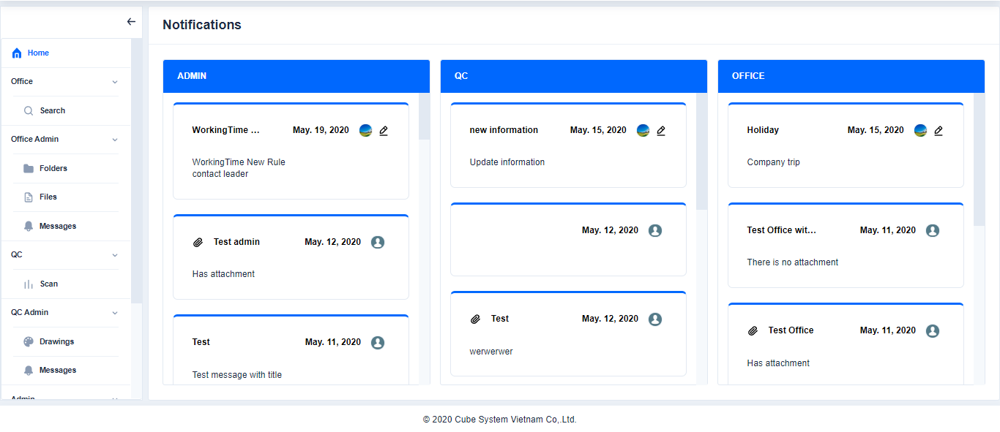 Notifications
Home
Office
Search
Office Admin
Folders
Files
Messages
QC
Scan
QC Admin
Drawings
Messages
Admin
ADMIN
WorkingTime ... May. 19, 2020
WorkingTime New Rule
contact leader
Test admin May. 12, 2020
Has attachment
Test May. 11, 2020
Test message with title
QC
new information May. 15, 2020
Update information
May. 12, 2020
Test May. 12, 2020
werwerwer
OFFICE
Holiday May. 15, 2020
Company trip
Test Office wit... May. 11, 2020
There is no attachment
Test Office May. 11, 2020
Has attachment
© 2020 Cube System Vietnam Co,.Ltd.